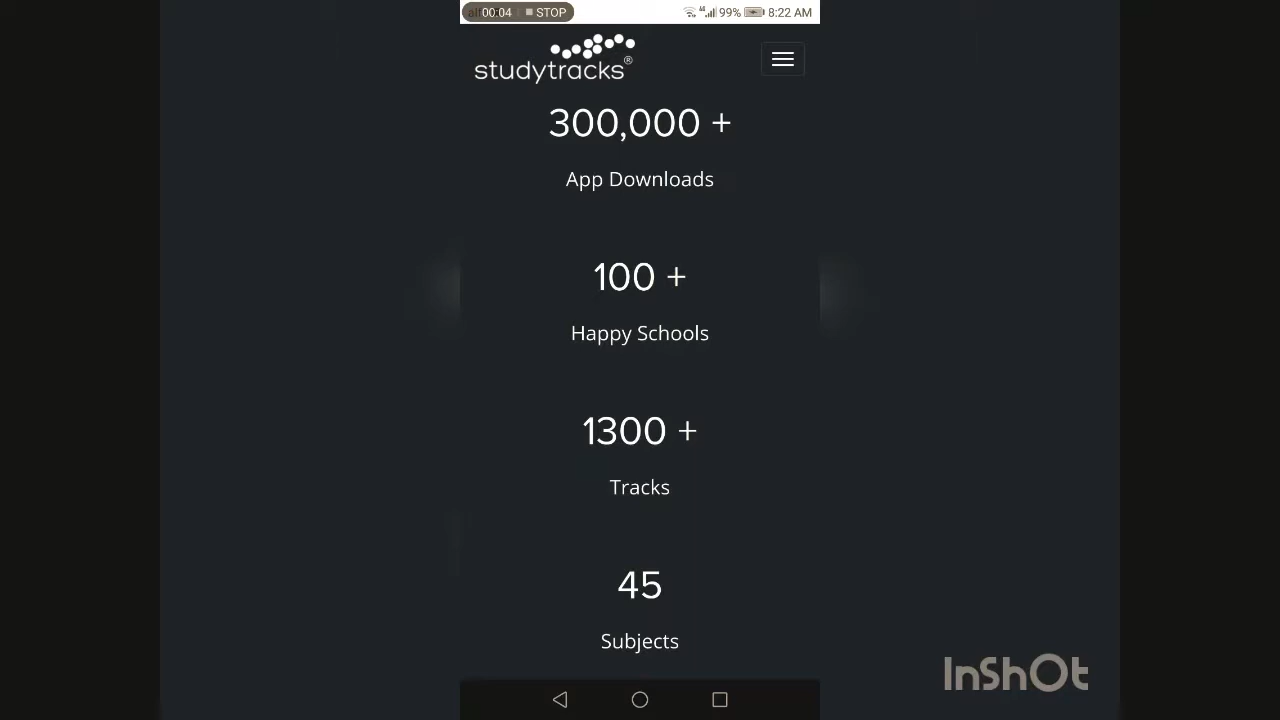 00:04 STOP
99% 8:22 AM
studytracks®
300,000 +
App Downloads
100 +
Happy Schools
1300 +
Tracks
45
Subjects
InShOt